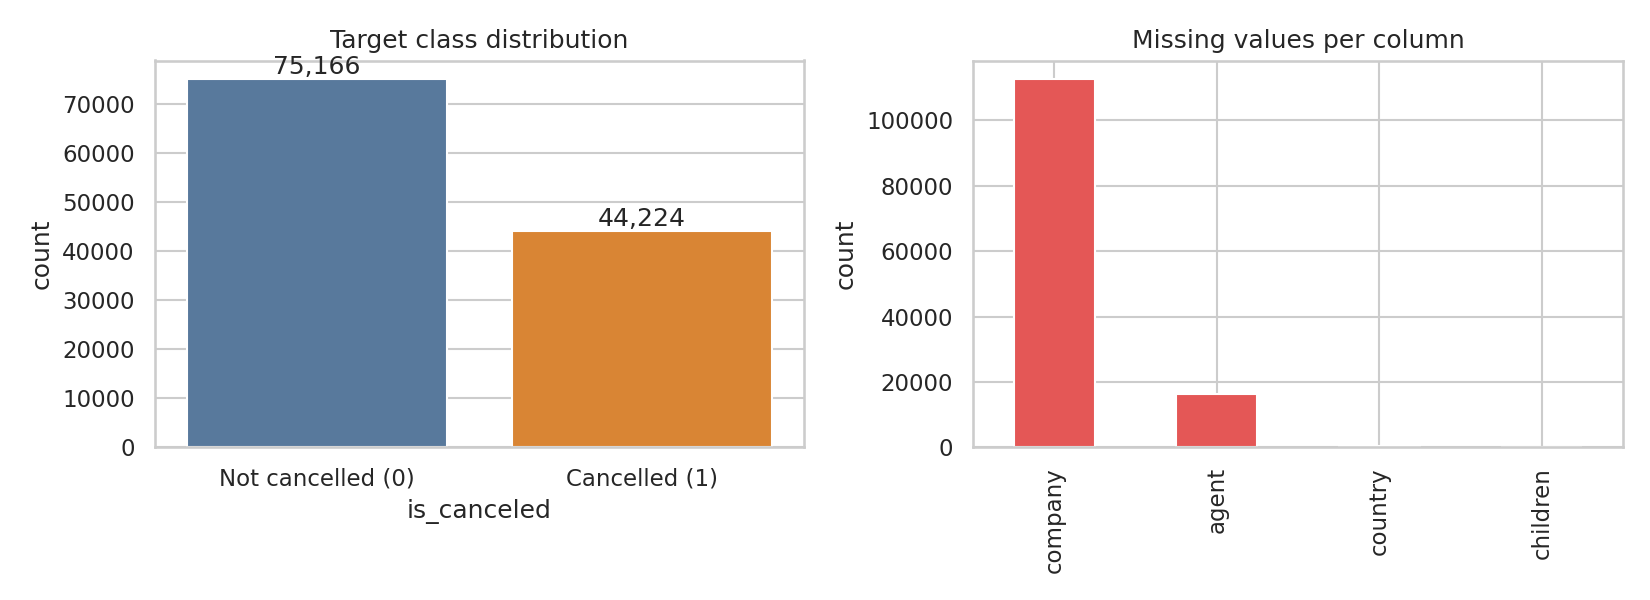 Target class distribution
75,166
44,224
70000
60000
50000
40000
30000
20000
10000
0
count
Not cancelled (0)
Cancelled (1)
is_canceled
Missing values per column
100000
80000
60000
40000
20000
0
count
company
agent
country
children